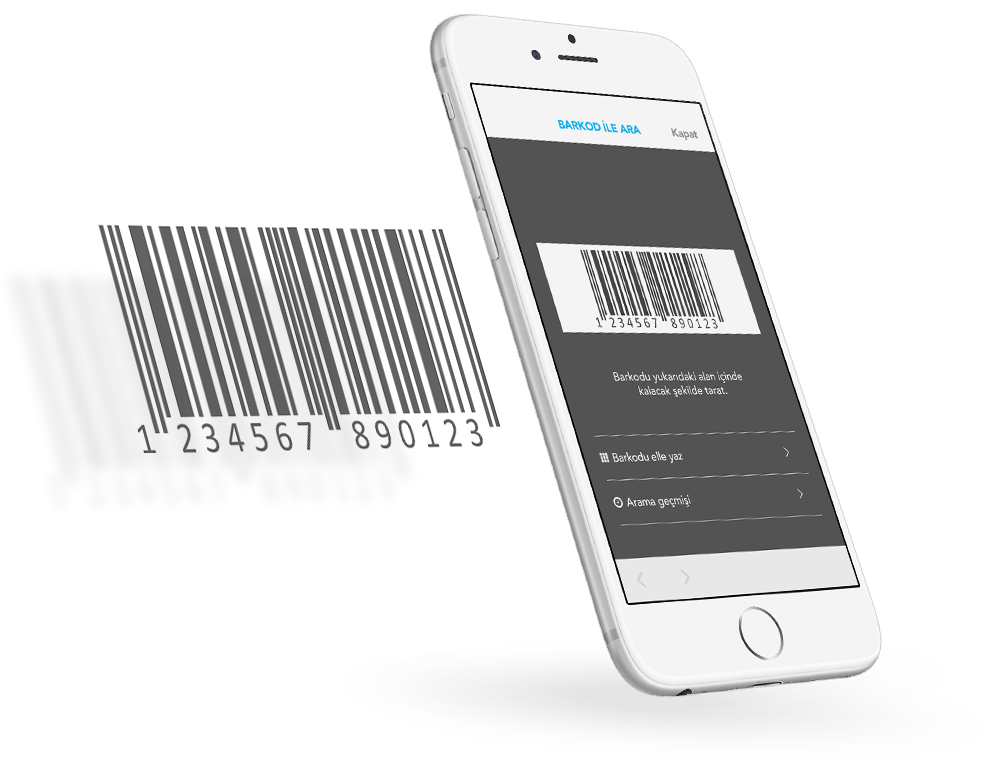 BARKOD İLE ARA
Kapat
1 234567 890123
1 234567 890123
Barkodu yukarıdaki alan içinde
kalacak şekilde tarat.
Barkodu elle yaz
Arama geçmişi